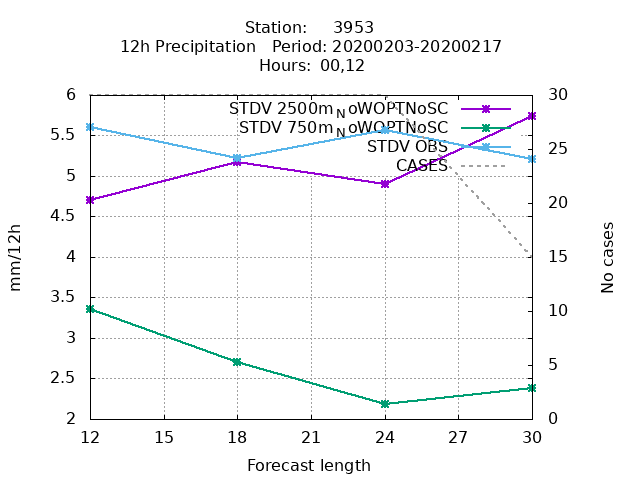 Station: 3953
12h Precipitation Period: 20200203-20200217
Hours: 00,12
STDV 2500m_NoWOPTNoSC
STDV 750m_NoWOPTNoSC
STDV OBS
CASES
6
5.5
5
4.5
4
3.5
3
2.5
2
30
25
20
15
10
5
0
12 15 18 21 24 27 30
mm/12h
No cases
Forecast length